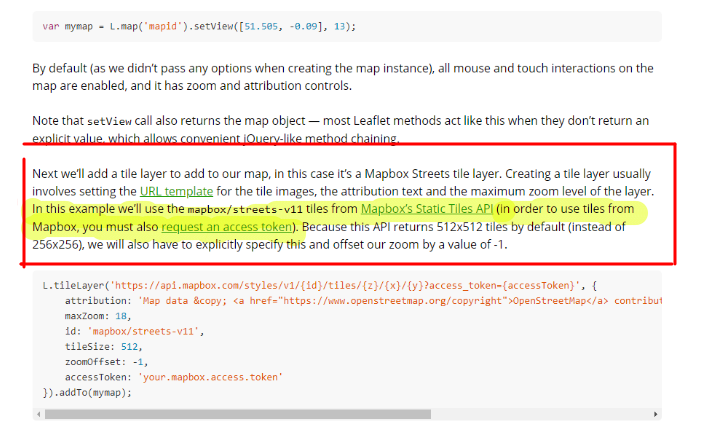 var mymap = L.map('mapid').setView([51.505, -0.09], 13);
By default (as we didn't pass any options when creating the map instance), all mouse and touch interactions on the
map are enabled, and it has zoom and attribution controls.
Note that setView call also returns the map object — most Leaflet methods act like this when they don't return an
explicit value, which allows convenient jQuery-like method chaining.
Next we'll add a tile layer to add to our map, in this case it's a Mapbox Streets tile layer. Creating a tile layer usually
involves setting the URL template for the tile images, the attribution text and the maximum zoom level of the layer.
In this example we'll use the mapbox/streets-v11 tiles from Mapbox's Static Tiles API (in order to use tiles from
Mapbox, you must also request an access token). Because this API returns 512x512 tiles by default (instead of
256x256), we will also have to explicitly specify this and offset our zoom by a value of -1.
L.tileLayer('https://api.mapbox.com/styles/v1/{id}/tiles/{z}/{x}/{y}?access_token={accessToken}', {
attribution: 'Map data &copy; <a href="https://www.openstreetmap.org/copyright">OpenStreetMap</a> contribut
maxZoom: 18,
id: 'mapbox/streets-v11',
tileSize: 512,
zoomOffset: -1,
accessToken: 'your.mapbox.access.token'
}).addTo(mymap);